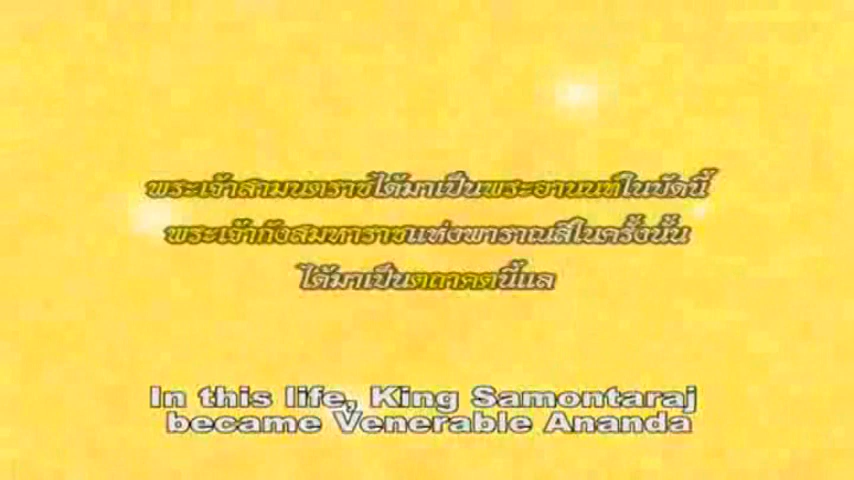 พระเจ้าสามนตราชได้มาเป็นพระอานนท์ในบัดนี้
พระเจ้ากังสมหาราชแห่งพาราณสีในครั้งนั้น
ได้มาเป็นตถาคตนี้แล
In this life, King Samontaraj
became Venerable Ananda